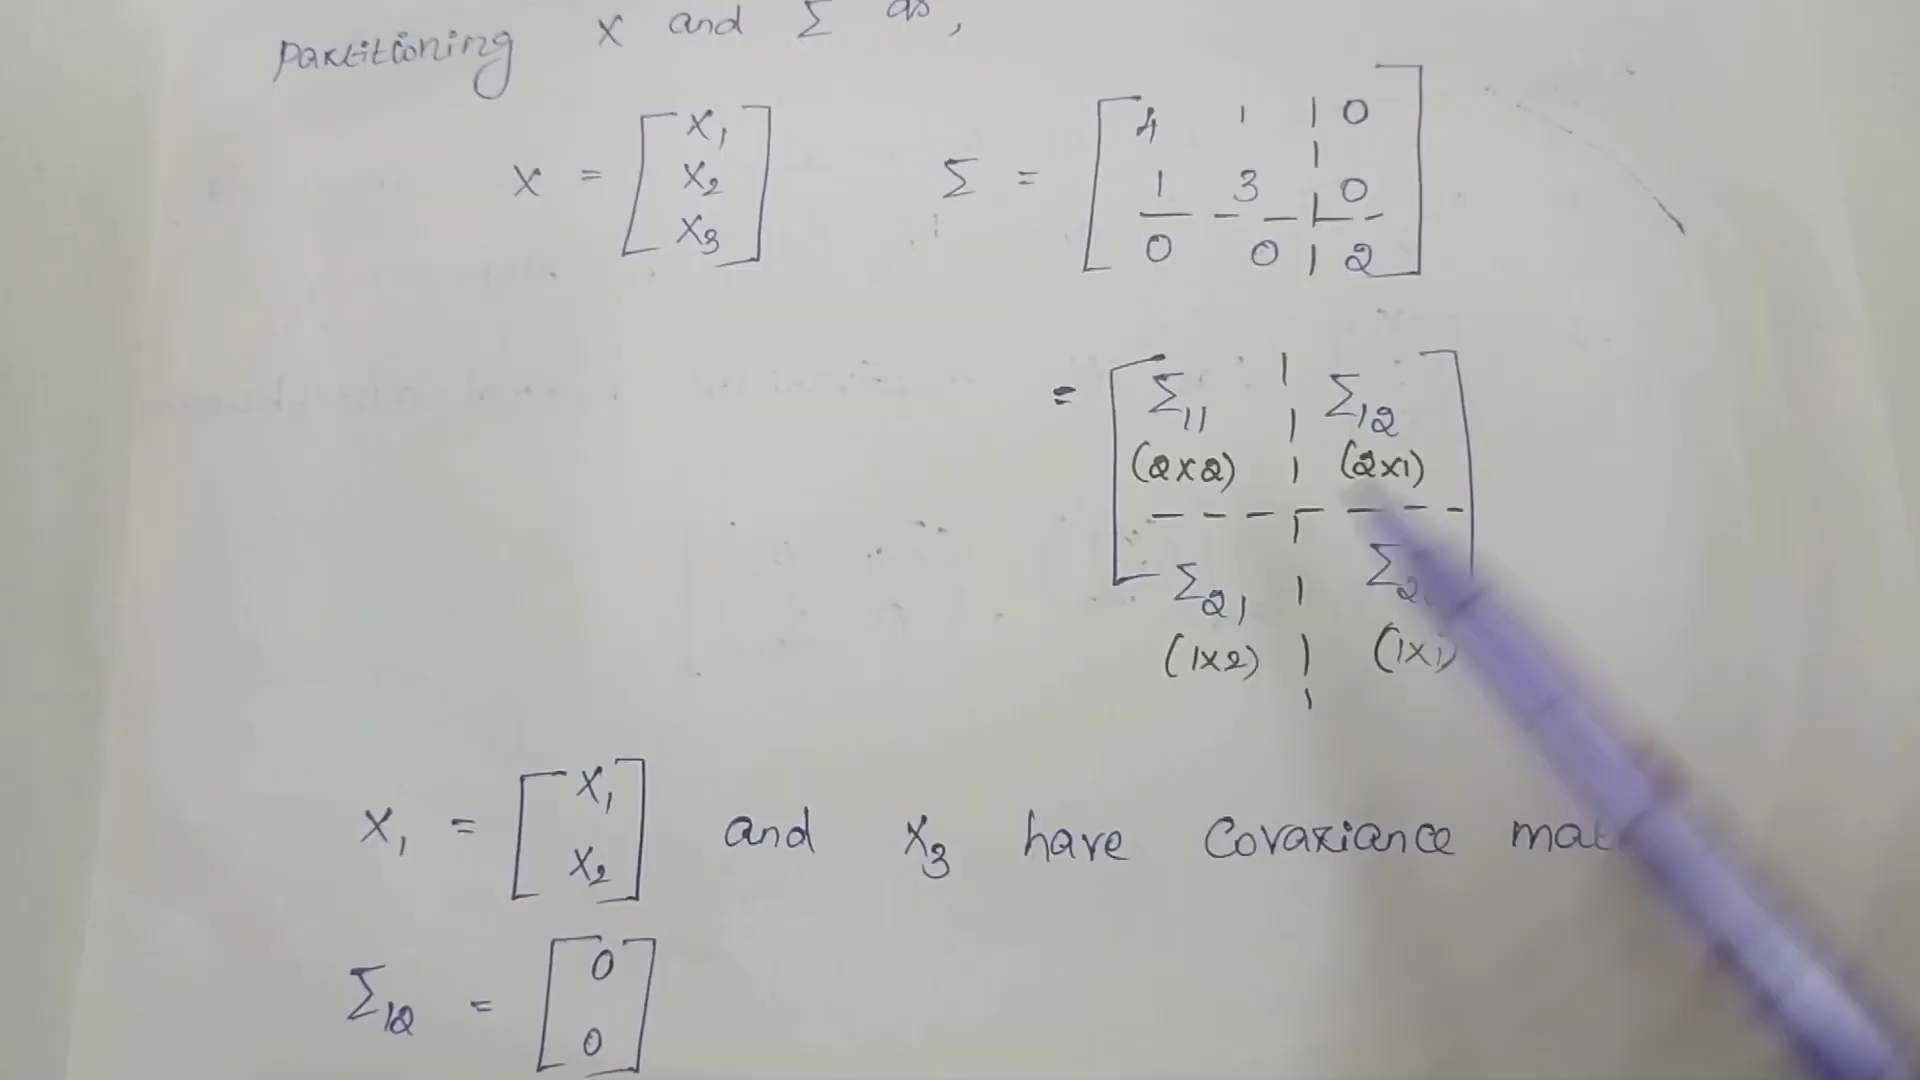 Partitioning X and Σ as,
X = [ X₁ X₂ X₃ ] Σ = [ 4 1 | 0
1 3 | 0
0 0 | 2 ]
= [ Σ₁₁ | Σ₁₂
(2x2) | (2x1)
Σ₂₁ |
(1x2) | (1x1)
X₁ = [ X₁ X₂ ] and X₃ have Covariance
Σ₁₂ = [ 0 0 ]